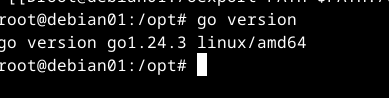 root@debian01:/opt# go version
go version go1.24.3 linux/amd64
root@debian01:/opt#